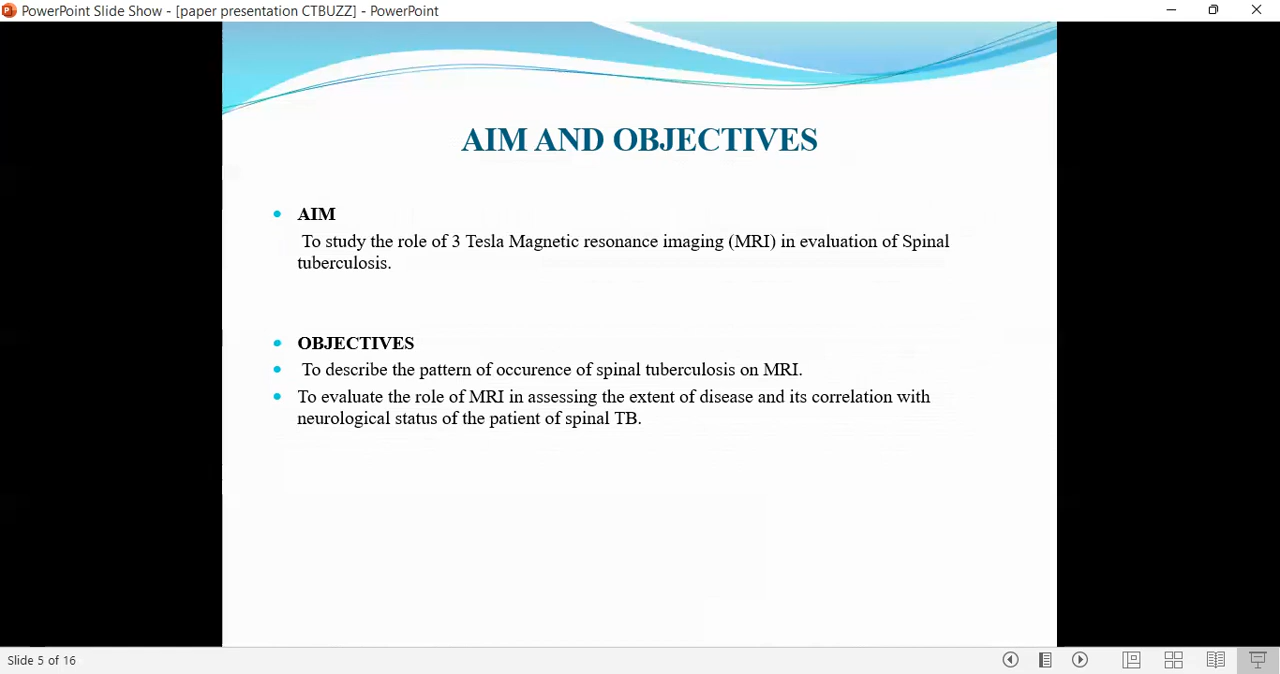 PowerPoint Slide Show - [paper presentation CTBUZZ] - PowerPoint
AIM AND OBJECTIVES
• AIM
To study the role of 3 Tesla Magnetic resonance imaging (MRI) in evaluation of Spinal
tuberculosis.
• OBJECTIVES
• To describe the pattern of occurence of spinal tuberculosis on MRI.
• To evaluate the role of MRI in assessing the extent of disease and its correlation with
neurological status of the patient of spinal TB.
Slide 5 of 16